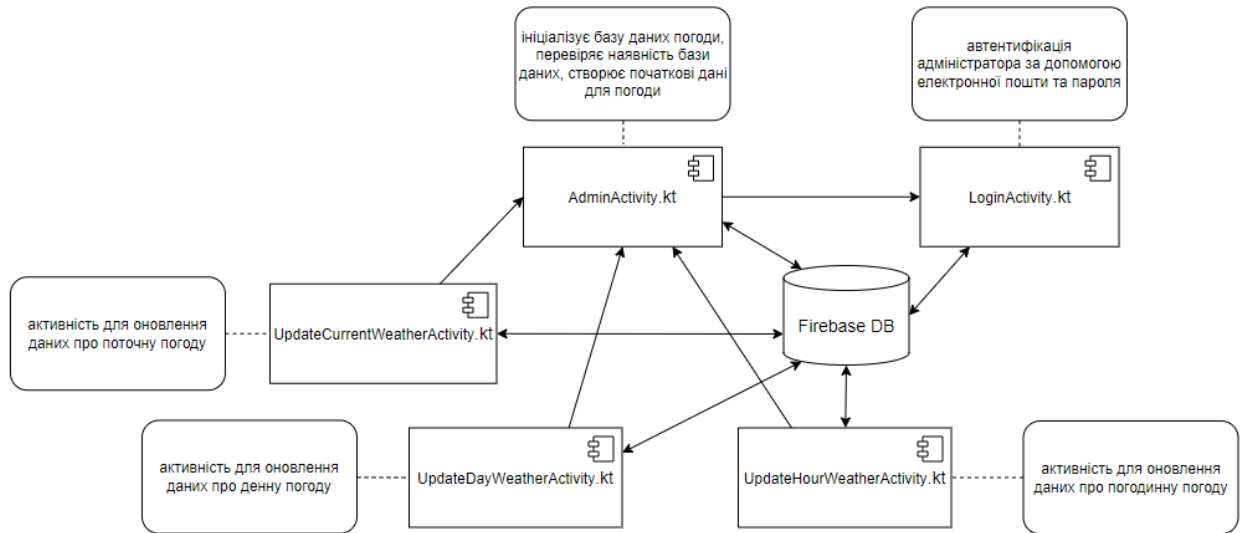 ініціалізує базу даних погоди,
перевіряє наявність бази
даних, створює початкові дані
для погоди
автентифікація
адміністратора за допомогою
електронної пошти та пароля
AdminActivity.kt
LoginActivity.kt
активність для оновлення
даних про поточну погоду
UpdateCurrentWeatherActivity.kt
Firebase DB
активність для оновлення
даних про денну погоду
UpdateDayWeatherActivity.kt
UpdateHourWeatherActivity.kt
активність для оновлення
даних про погодинну погоду